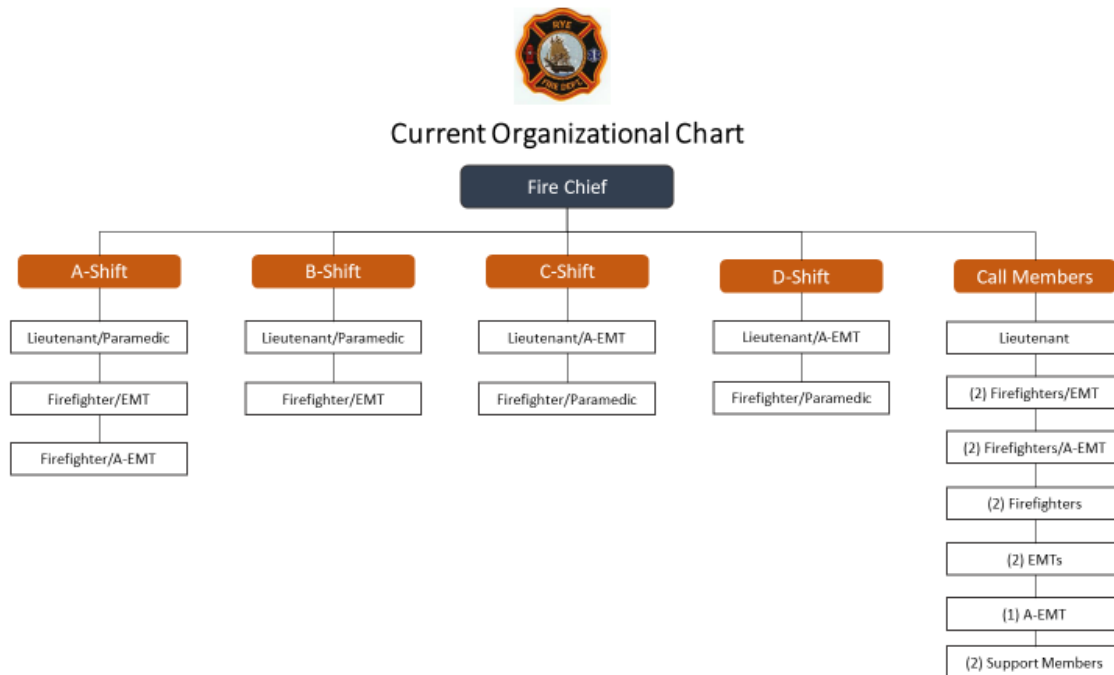 RYE
FIRE DEPT.
Current Organizational Chart
Fire Chief
A-Shift
Lieutenant/Paramedic
Firefighter/EMT
Firefighter/A-EMT
B-Shift
Lieutenant/Paramedic
Firefighter/EMT
C-Shift
Lieutenant/A-EMT
Firefighter/Paramedic
D-Shift
Lieutenant/A-EMT
Firefighter/Paramedic
Call Members
Lieutenant
(2) Firefighters/EMT
(2) Firefighters/A-EMT
(2) Firefighters
(2) EMTs
(1) A-EMT
(2) Support Members